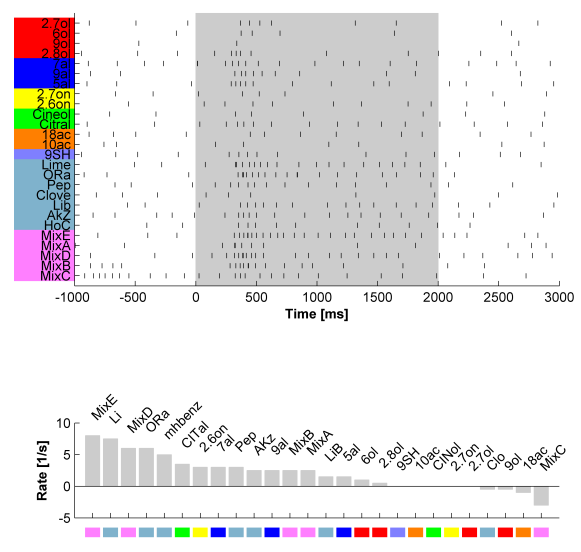 2.7ol
6ol
9ol
2.8ol
7al
9al
5al
2.7on
2.6on
Cineol
Citral
18ac
10ac
9SH
Lime
ORa
Pep
Clove
Lib
AkZ
HoC
MixE
MixA
MixD
MixB
MixC
-1000 -500 0 500 1000 1500 2000 2500 3000
Time [ms]
MixE Li MixD ORa mhbenz CITal 2.6on 7al Pep AKz 9al MixB MixA LiB 5al 6ol 2.8ol 9SH 10ac CINol 2.7on 2.7ol Clo 9ol 18ac MixC
10
5
0
-5
Rate [1/s]